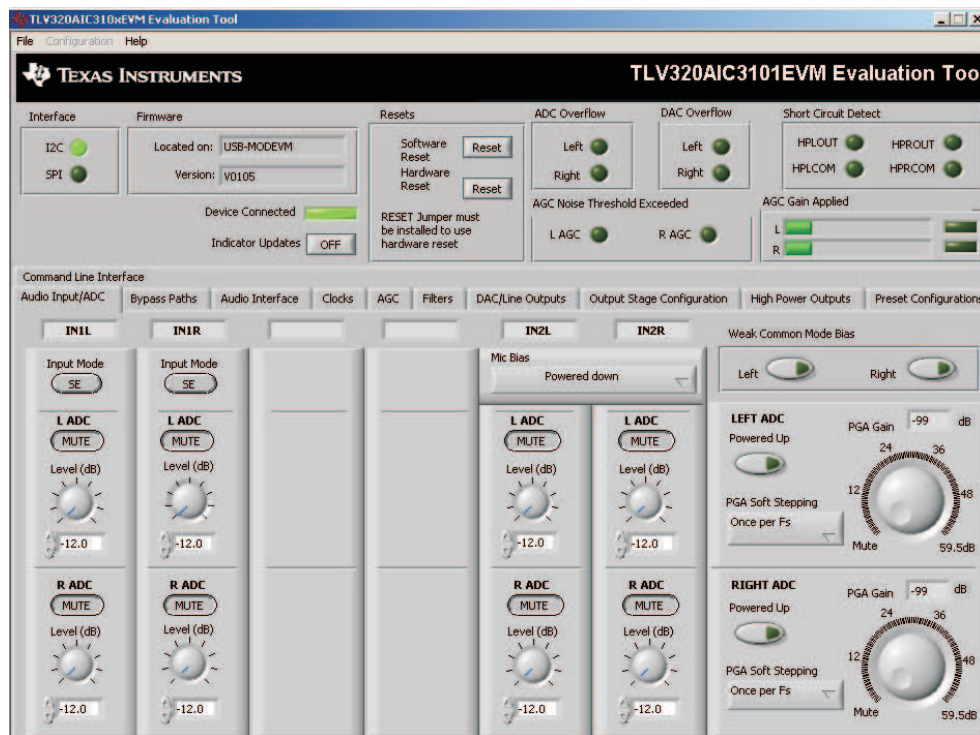 TLV320AIC310xEVM Evaluation Tool
File Configuration Help
TEXAS INSTRUMENTS
TLV320AIC3101EVM Evaluation Tool
Interface
I2C
SPI
Firmware
Located on: USB-MODEVM
Version: V0105
Device Connected
Indicator Updates OFF
Resets
Software Reset Reset
Hardware Reset Reset
RESET Jumper must
be installed to use
hardware reset
ADC Overflow
Left
Right
DAC Overflow
Left
Right
Short Circuit Detect
HPLOUT HPROUT
HPLCOM HPRCOM
AGC Noise Threshold Exceeded
L AGC R AGC
AGC Gain Applied
L
R
Command Line Interface
Audio Input/ADC Bypass Paths Audio Interface Clocks AGC Filters DAC/Line Outputs Output Stage Configuration High Power Outputs Preset Configurations
IN1L IN1R IN2L IN2R
Input Mode Input Mode
SE SE
Mic Bias
Powered down
L ADC L ADC L ADC L ADC
MUTE MUTE MUTE MUTE
Level (dB) Level (dB) Level (dB) Level (dB)
-12.0 -12.0 -12.0 -12.0
R ADC R ADC R ADC R ADC
MUTE MUTE MUTE MUTE
Level (dB) Level (dB) Level (dB) Level (dB)
-12.0 -12.0 -12.0 -12.0
Weak Common Mode Bias
Left Right
LEFT ADC
Powered Up
PGA Gain -99 dB
PGA Soft Stepping
Once per Fs
Mute 12 24 36 48 59.5dB
RIGHT ADC
Powered Up
PGA Gain -99 dB
PGA Soft Stepping
Once per Fs
Mute 12 24 36 48 59.5dB